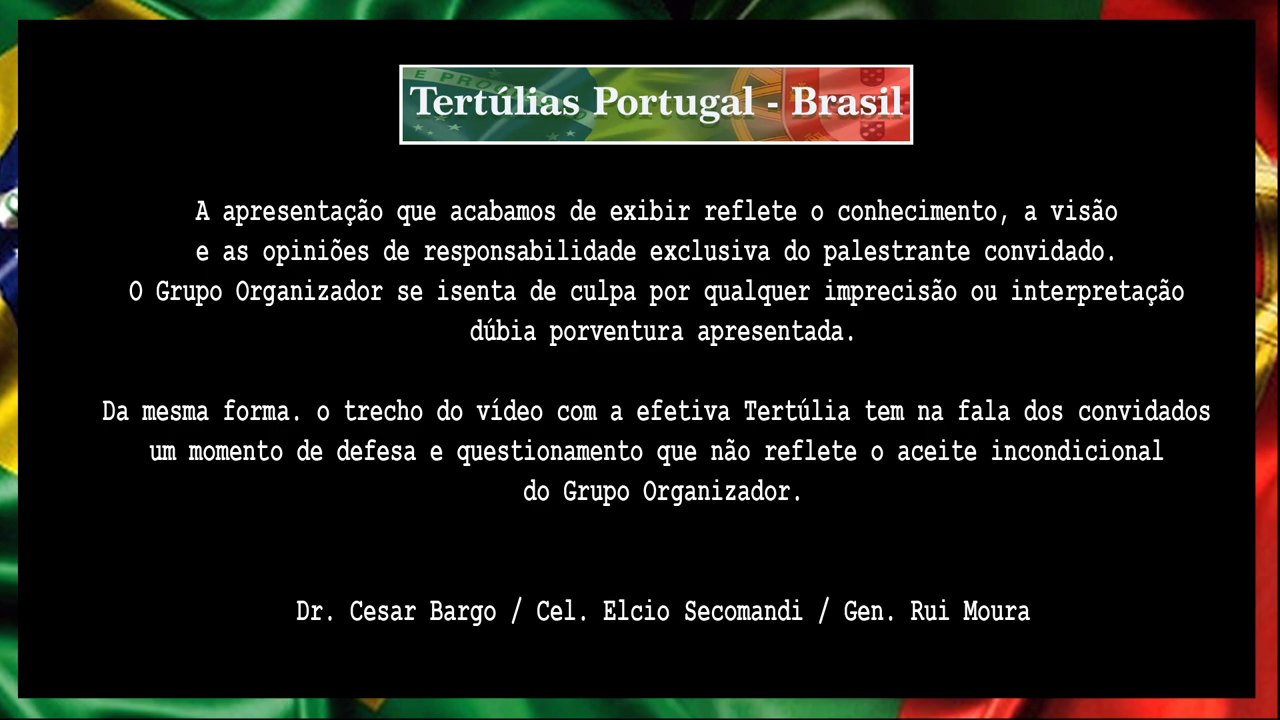 E PRO
Tertúlias Portugal - Brasil
A apresentação que acabamos de exibir reflete o conhecimento, a visão
e as opiniões de responsabilidade exclusiva do palestrante convidado.
O Grupo Organizador se isenta de culpa por qualquer imprecisão ou interpretação
dúbia porventura apresentada.
Da mesma forma. o trecho do vídeo com a efetiva Tertúlia tem na fala dos convidados
um momento de defesa e questionamento que não reflete o aceite incondicional
do Grupo Organizador.
Dr. Cesar Bargo / Cel. Elcio Secomandi / Gen. Rui Moura